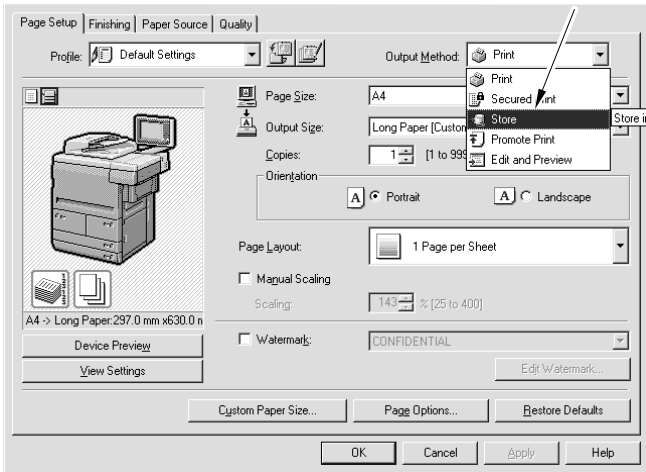 Page Setup Finishing Paper Source Quality
Profile: Default Settings Output Method: Print
Print
Page Size: A4 Secured
Output Size: Long Paper [Custom Store Store i
Promote Print
Copies: 1 [1 to 999 Edit and Preview
Orientation
A Portrait A Landscape
Page Layout: 1 Page per Sheet
Manual Scaling
Scaling: 143 % [25 to 400]
A4 -> Long Paper:297.0 mm x630.0 n
Device Preview Watermark: CONFIDENTIAL
View Settings Edit Watermark...
Custom Paper Size... Page Options... Restore Defaults
OK Cancel Apply Help